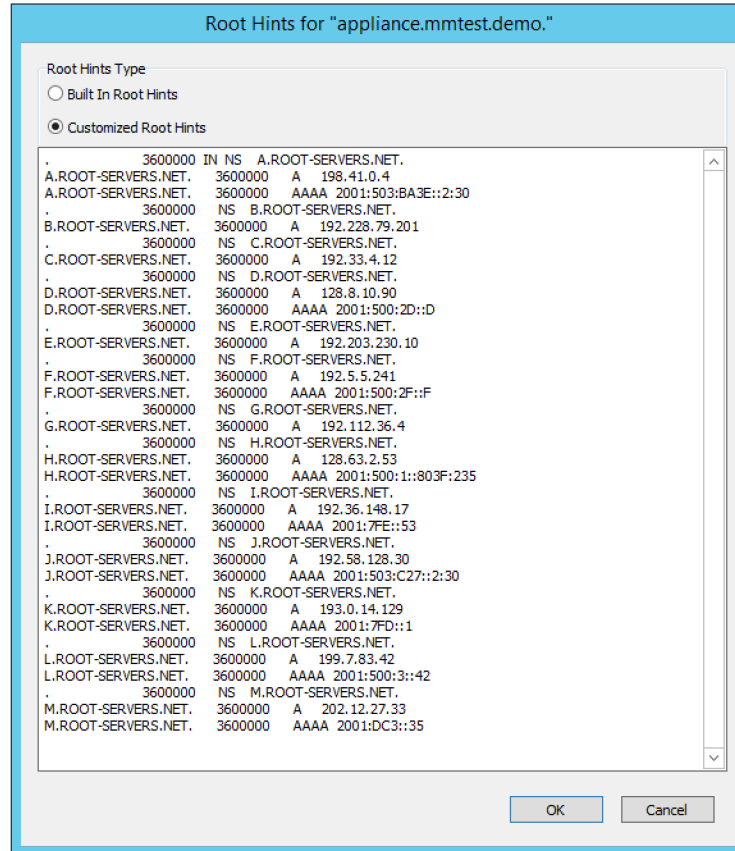 Root Hints for "appliance.mmtest.demo."
Root Hints Type
Built In Root Hints
Customized Root Hints
. 3600000 IN NS A.ROOT-SERVERS.NET.
A.ROOT-SERVERS.NET. 3600000 A 198.41.0.4
A.ROOT-SERVERS.NET. 3600000 AAAA 2001:503:BA3E::2:30
. 3600000 NS B.ROOT-SERVERS.NET.
B.ROOT-SERVERS.NET. 3600000 A 192.228.79.201
. 3600000 NS C.ROOT-SERVERS.NET.
C.ROOT-SERVERS.NET. 3600000 A 192.33.4.12
. 3600000 NS D.ROOT-SERVERS.NET.
D.ROOT-SERVERS.NET. 3600000 A 128.8.10.90
D.ROOT-SERVERS.NET. 3600000 AAAA 2001:500:2D::D
. 3600000 NS E.ROOT-SERVERS.NET.
E.ROOT-SERVERS.NET. 3600000 A 192.203.230.10
. 3600000 NS F.ROOT-SERVERS.NET.
F.ROOT-SERVERS.NET. 3600000 A 192.5.5.241
F.ROOT-SERVERS.NET. 3600000 AAAA 2001:500:2F::F
. 3600000 NS G.ROOT-SERVERS.NET.
G.ROOT-SERVERS.NET. 3600000 A 192.112.36.4
. 3600000 NS H.ROOT-SERVERS.NET.
H.ROOT-SERVERS.NET. 3600000 A 128.63.2.53
H.ROOT-SERVERS.NET. 3600000 AAAA 2001:500:1::803F:235
. 3600000 NS I.ROOT-SERVERS.NET.
I.ROOT-SERVERS.NET. 3600000 A 192.36.148.17
I.ROOT-SERVERS.NET. 3600000 AAAA 2001:7FE::53
. 3600000 NS J.ROOT-SERVERS.NET.
J.ROOT-SERVERS.NET. 3600000 A 192.58.128.30
J.ROOT-SERVERS.NET. 3600000 AAAA 2001:503:C27::2:30
. 3600000 NS K.ROOT-SERVERS.NET.
K.ROOT-SERVERS.NET. 3600000 A 193.0.14.129
K.ROOT-SERVERS.NET. 3600000 AAAA 2001:7FD::1
. 3600000 NS L.ROOT-SERVERS.NET.
L.ROOT-SERVERS.NET. 3600000 A 199.7.83.42
L.ROOT-SERVERS.NET. 3600000 AAAA 2001:500:3::42
. 3600000 NS M.ROOT-SERVERS.NET.
M.ROOT-SERVERS.NET. 3600000 A 202.12.27.33
M.ROOT-SERVERS.NET. 3600000 AAAA 2001:DC3::35
OK Cancel